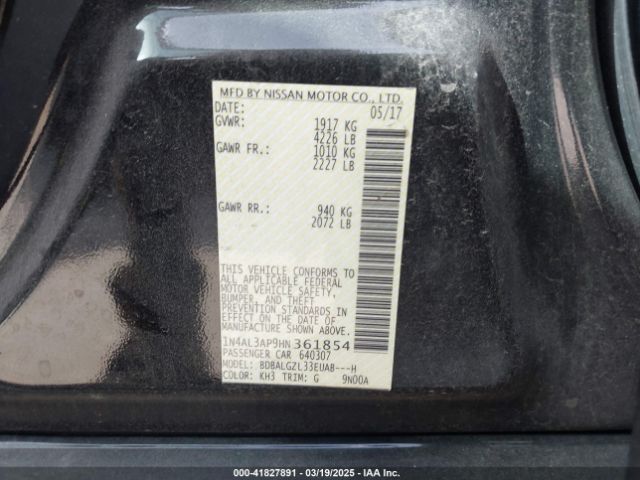 MFD BY NISSAN MOTOR CO., LTD.
DATE: 05/17
GVWR: 1917 KG
4226 LB
GAWR FR.: 1010 KG
2227 LB
GAWR RR.: 940 KG
2072 LB
THIS VEHICLE CONFORMS TO
ALL APPLICABLE FEDERAL
MOTOR VEHICLE SAFETY,
BUMPER, AND THEFT
PREVENTION STANDARDS IN
EFFECT ON THE DATE OF
MANUFACTURE SHOWN ABOVE.
1N4AL3AP9HN 361854
PASSENGER CAR 640307
MODEL: BDBALGZL33EUAB---H
COLOR: KH3 TRIM: G 9N00A
000-41827891 - 03/19/2025 - IAA Inc.